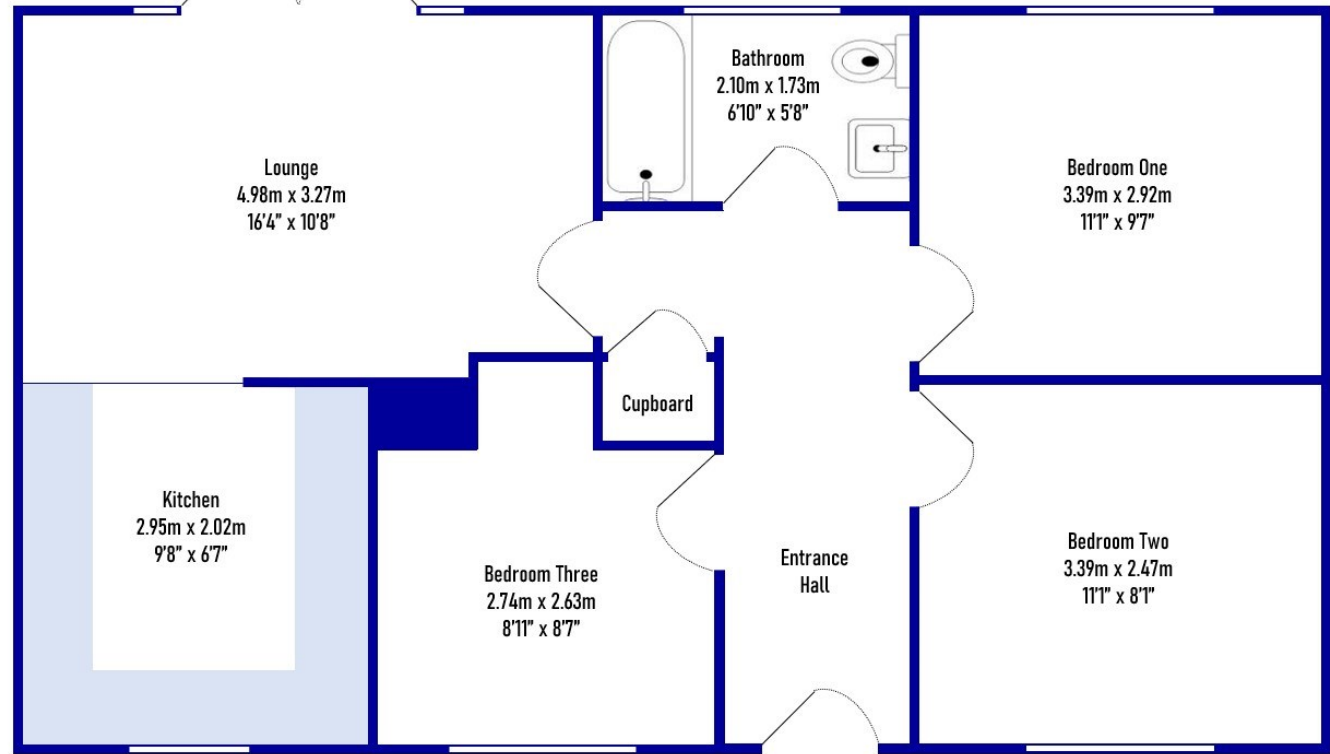 Lounge
4.98m x 3.27m
16'4" x 10'8"
Bathroom
2.10m x 1.73m
6'10" x 5'8"
Bedroom One
3.39m x 2.92m
11'1" x 9'7"
Cupboard
Kitchen
2.95m x 2.02m
9'8" x 6'7"
Bedroom Three
2.74m x 2.63m
8'11" x 8'7"
Entrance
Hall
Bedroom Two
3.39m x 2.47m
11'1" x 8'1"